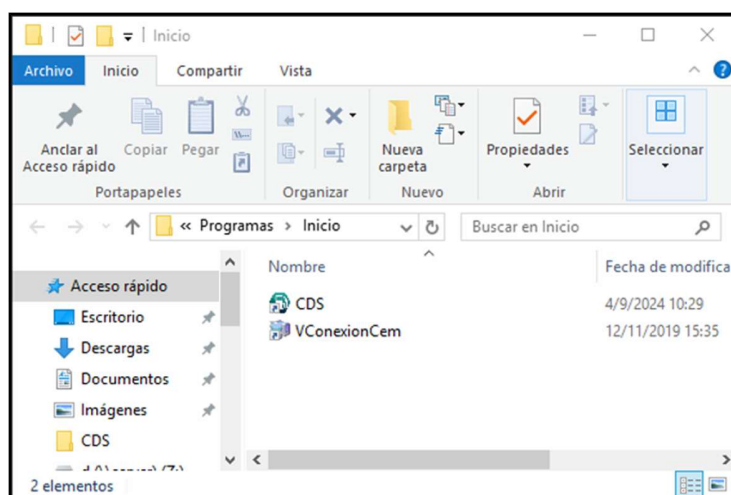 Inicio
Archivo Inicio Compartir Vista
Anclar al Acceso rápido
Copiar
Pegar
Nueva carpeta
Propiedades
Seleccionar
Portapapeles Organizar Nuevo Abrir
« Programas › Inicio
Buscar en Inicio
Acceso rápido
Escritorio
Descargas
Documentos
Imágenes
CDS
Nombre Fecha de modifica
CDS 4/9/2024 10:29
VConexionCem 12/11/2019 15:35
2 elementos